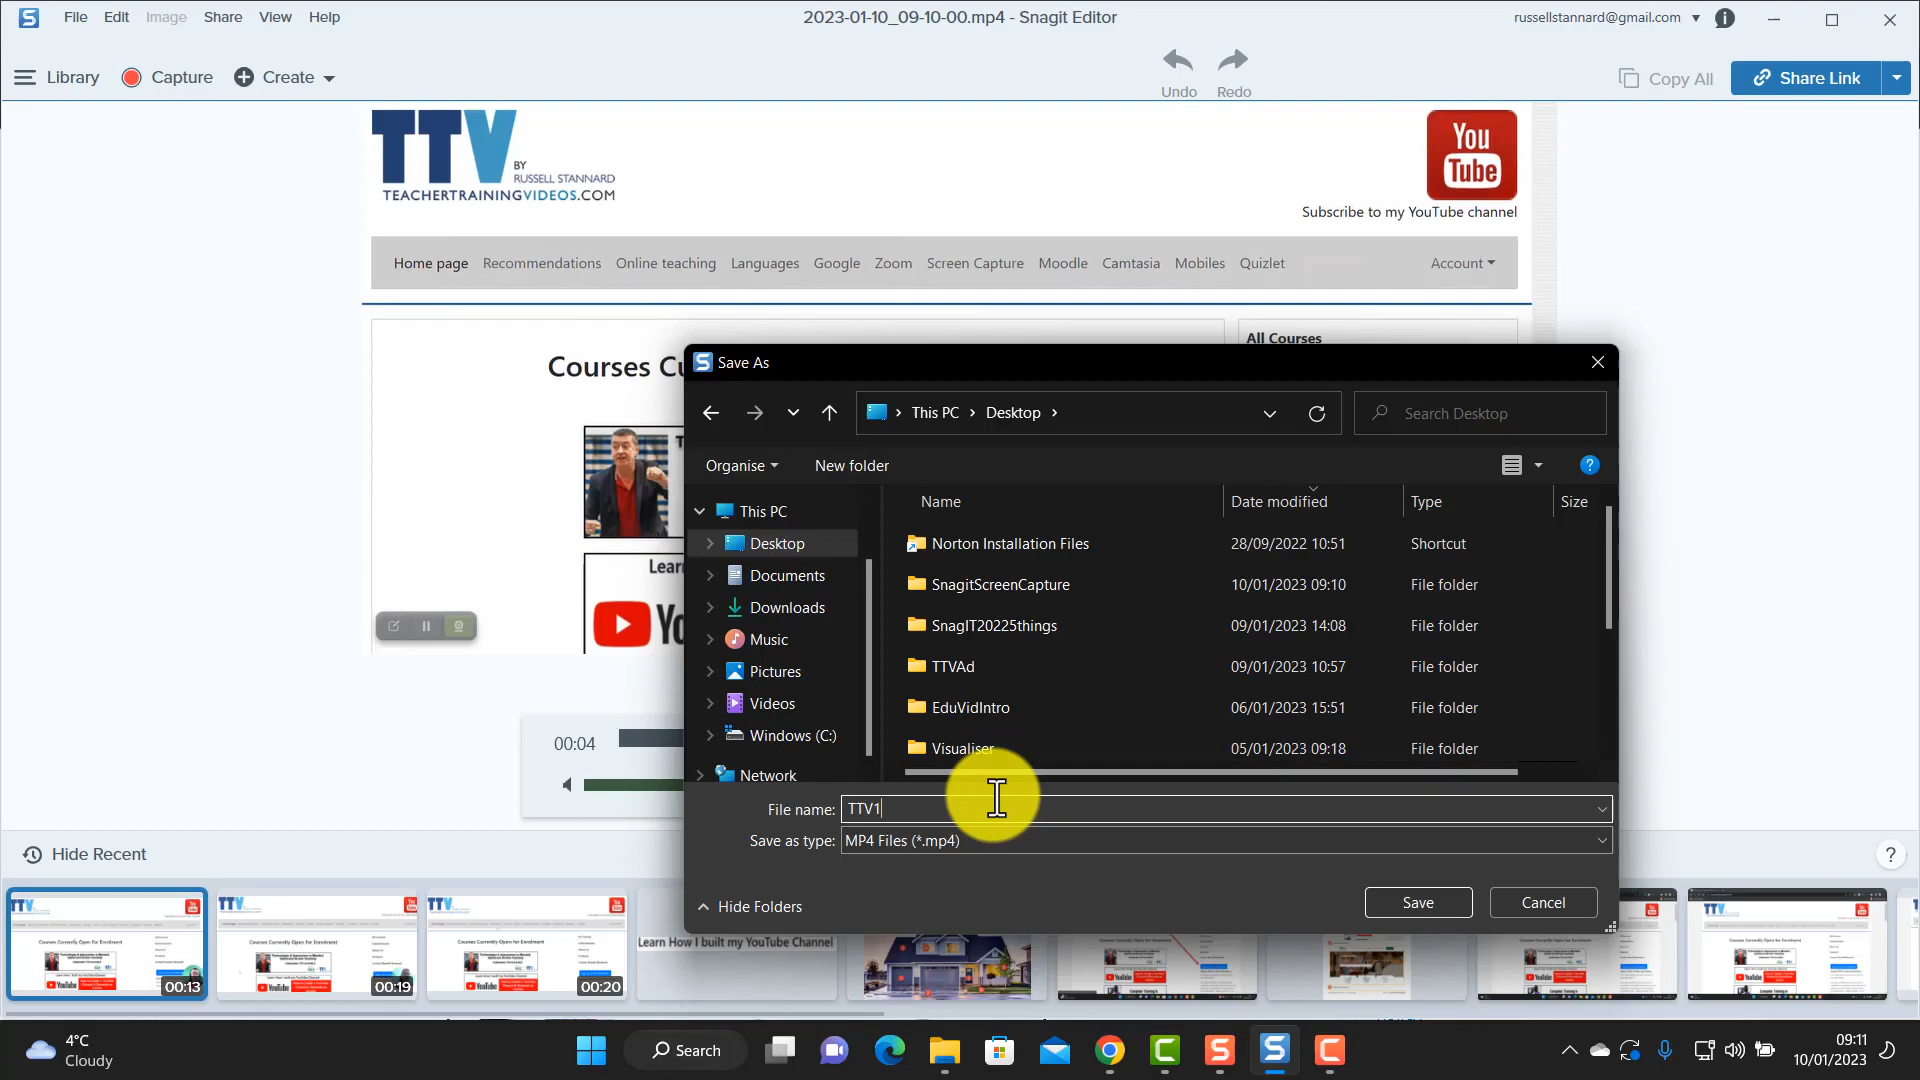 File Edit Image Share View Help
2023-01-10_09-10-00.mp4 - Snagit Editor
russellstannard@gmail.com
Library Capture Create
Undo Redo
Copy All Share Link
TTV
BY
RUSSELL STANNARD
TEACHERTRAININGVIDEOS.COM
You
Tube
Subscribe to my YouTube channel
Home page Recommendations Online teaching Languages Google Zoom Screen Capture Moodle Camtasia Mobiles Quizlet Account
All Courses
Courses Cu
Save As
This PC > Desktop >
Search Desktop
Organise New folder
Name Date modified Type Size
This PC
Desktop
Documents
Downloads
Music
Pictures
Videos
Windows (C:)
Network
Norton Installation Files 28/09/2022 10:51 Shortcut
SnagitScreenCapture 10/01/2023 09:10 File folder
SnagIT20225things 09/01/2023 14:08 File folder
TTVAd 09/01/2023 10:57 File folder
EduVidIntro 06/01/2023 15:51 File folder
Visualiser 05/01/2023 09:18 File folder
Lear
00:04
File name: TTV1
Save as type: MP4 Files (*.mp4)
Hide Folders
Save Cancel
Hide Recent
?
00:13
00:19
00:20
Learn How I built my YouTube Channel
4°C
Cloudy
Search
09:11
10/01/2023